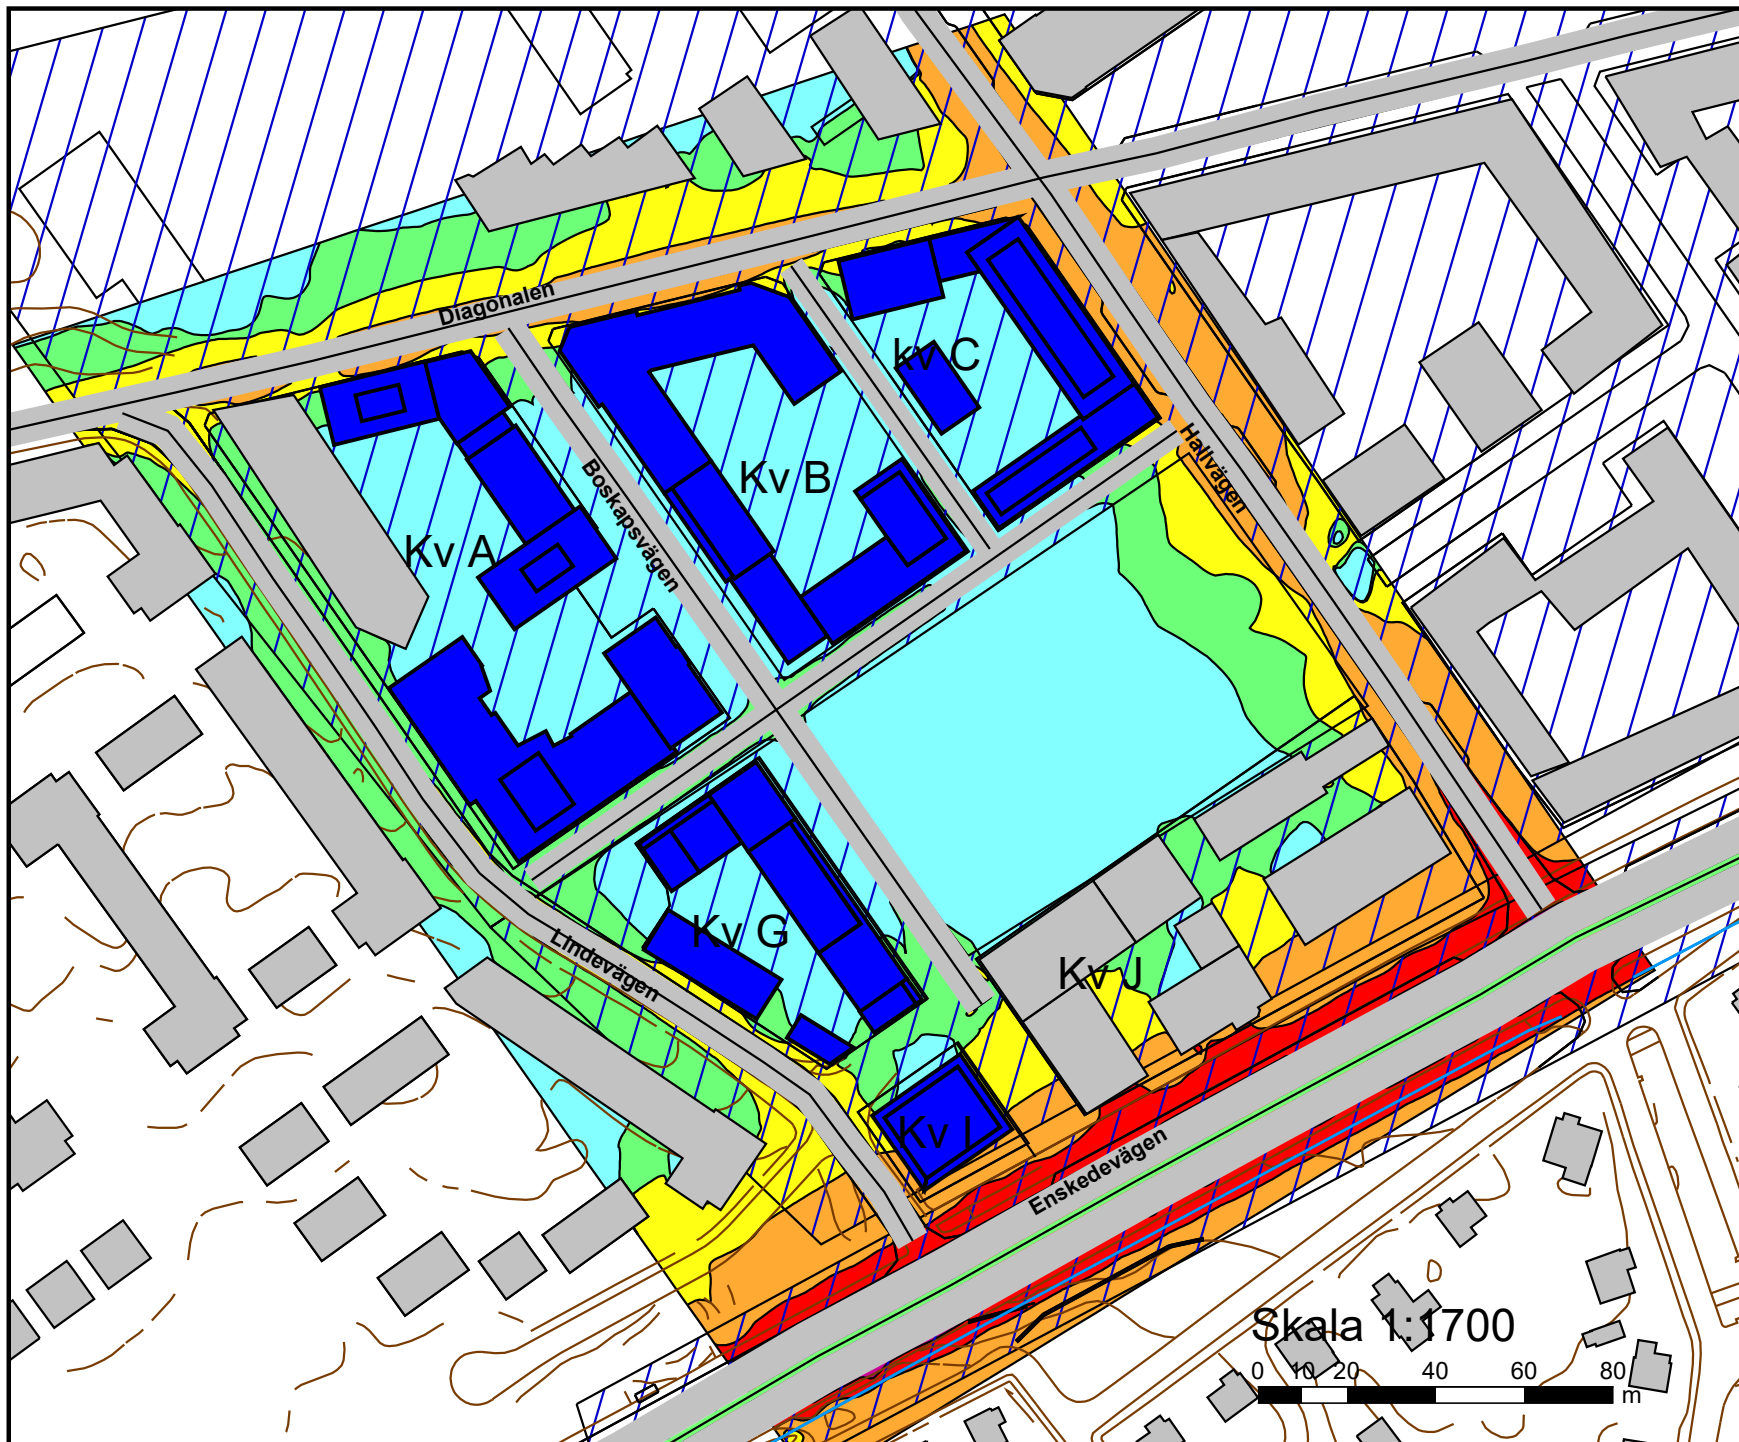 Diagonalen
kv C
Hallvägen
Kv B
Boskapsvägen
Kv A
Kv G
Lindevägen
Kv J
Kv I
Enskedevägen
Skala 1:1700
0 10 20 40 60 80
m